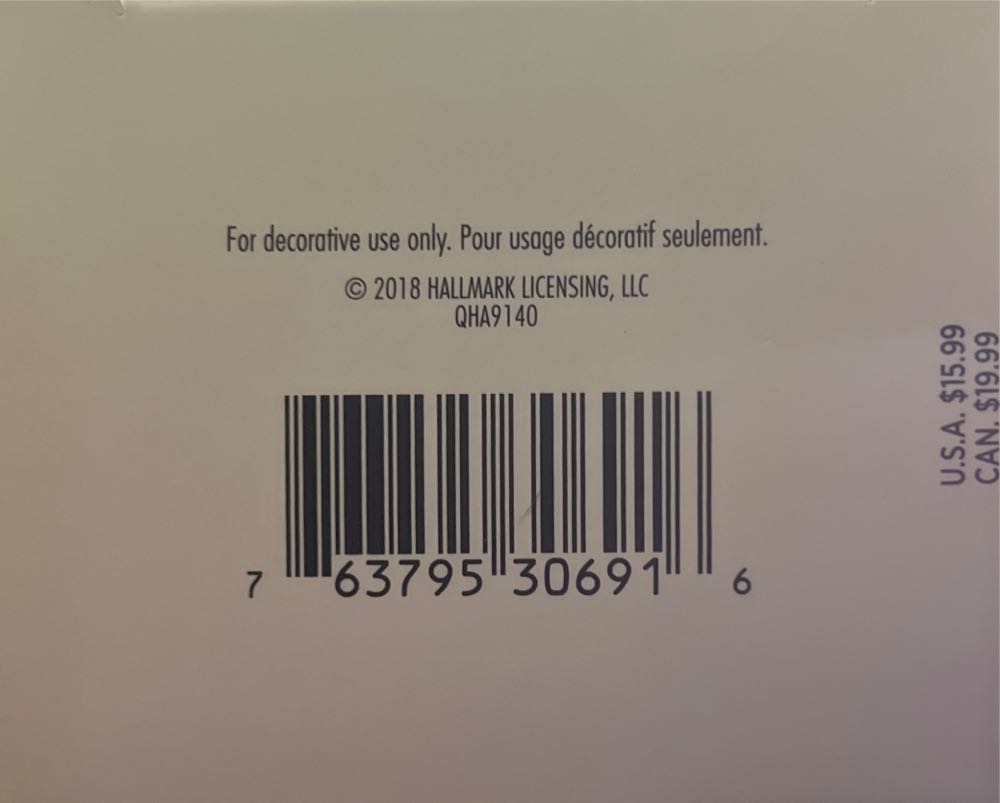 For decorative use only. Pour usage décoratif seulement.
© 2018 HALLMARK LICENSING, LLC
QHA9140
7 63795 30691 6
U.S.A. $15.99
CAN. $19.99